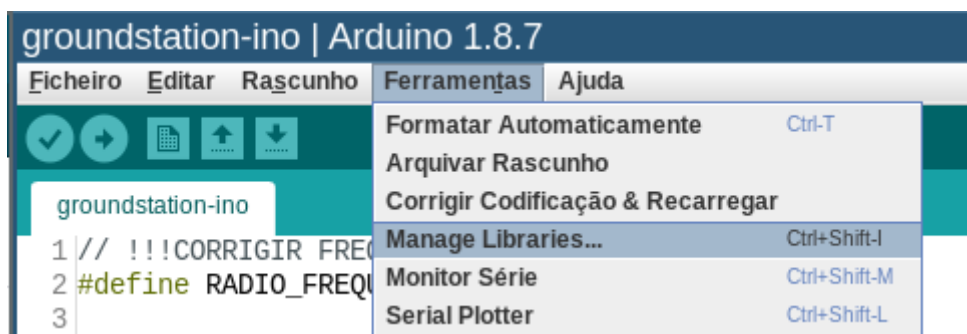 groundstation-ino | Arduino 1.8.7
Ficheiro Editar Rascunho Ferramentas Ajuda
Formatar Automaticamente Ctrl-T
Arquivar Rascunho
groundstation-ino
Corrigir Codificação & Recarregar
1 // !!!CORRIGIR FREQ
Manage Libraries... Ctrl+Shift-I
2 #define RADIO_FREQU
Monitor Série Ctrl+Shift-M
3
Serial Plotter Ctrl+Shift-L